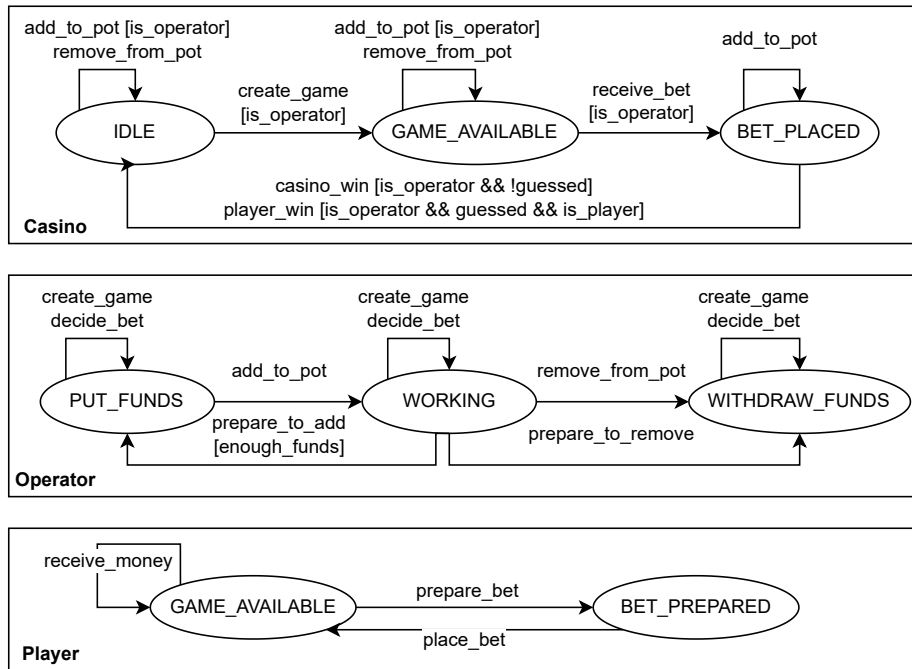 add_to_pot [is_operator]
remove_from_pot
add_to_pot [is_operator]
remove_from_pot
add_to_pot
create_game
[is_operator]
receive_bet
[is_operator]
IDLE
GAME_AVAILABLE
BET_PLACED
casino_win [is_operator && !guessed]
player_win [is_operator && guessed && is_player]
Casino
create_game
decide_bet
create_game
decide_bet
create_game
decide_bet
add_to_pot
remove_from_pot
PUT_FUNDS
WORKING
WITHDRAW_FUNDS
prepare_to_add
[enough_funds]
prepare_to_remove
Operator
receive_money
prepare_bet
GAME_AVAILABLE
BET_PREPARED
place_bet
Player